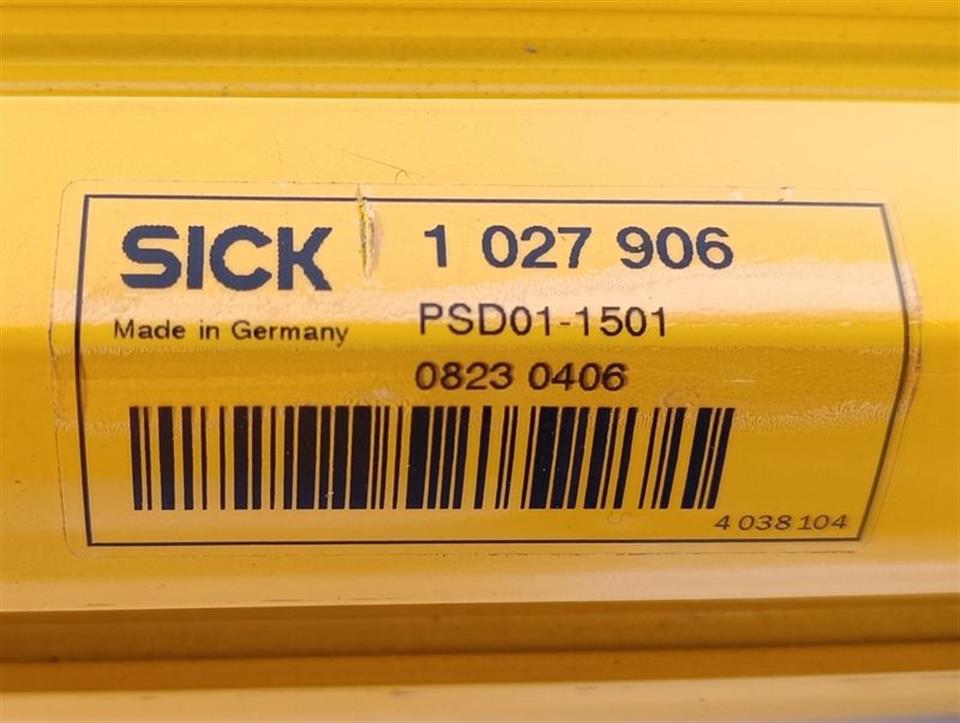 SICK 1 027 906
Made in Germany PSD01-1501
0823 0406
4 038 104